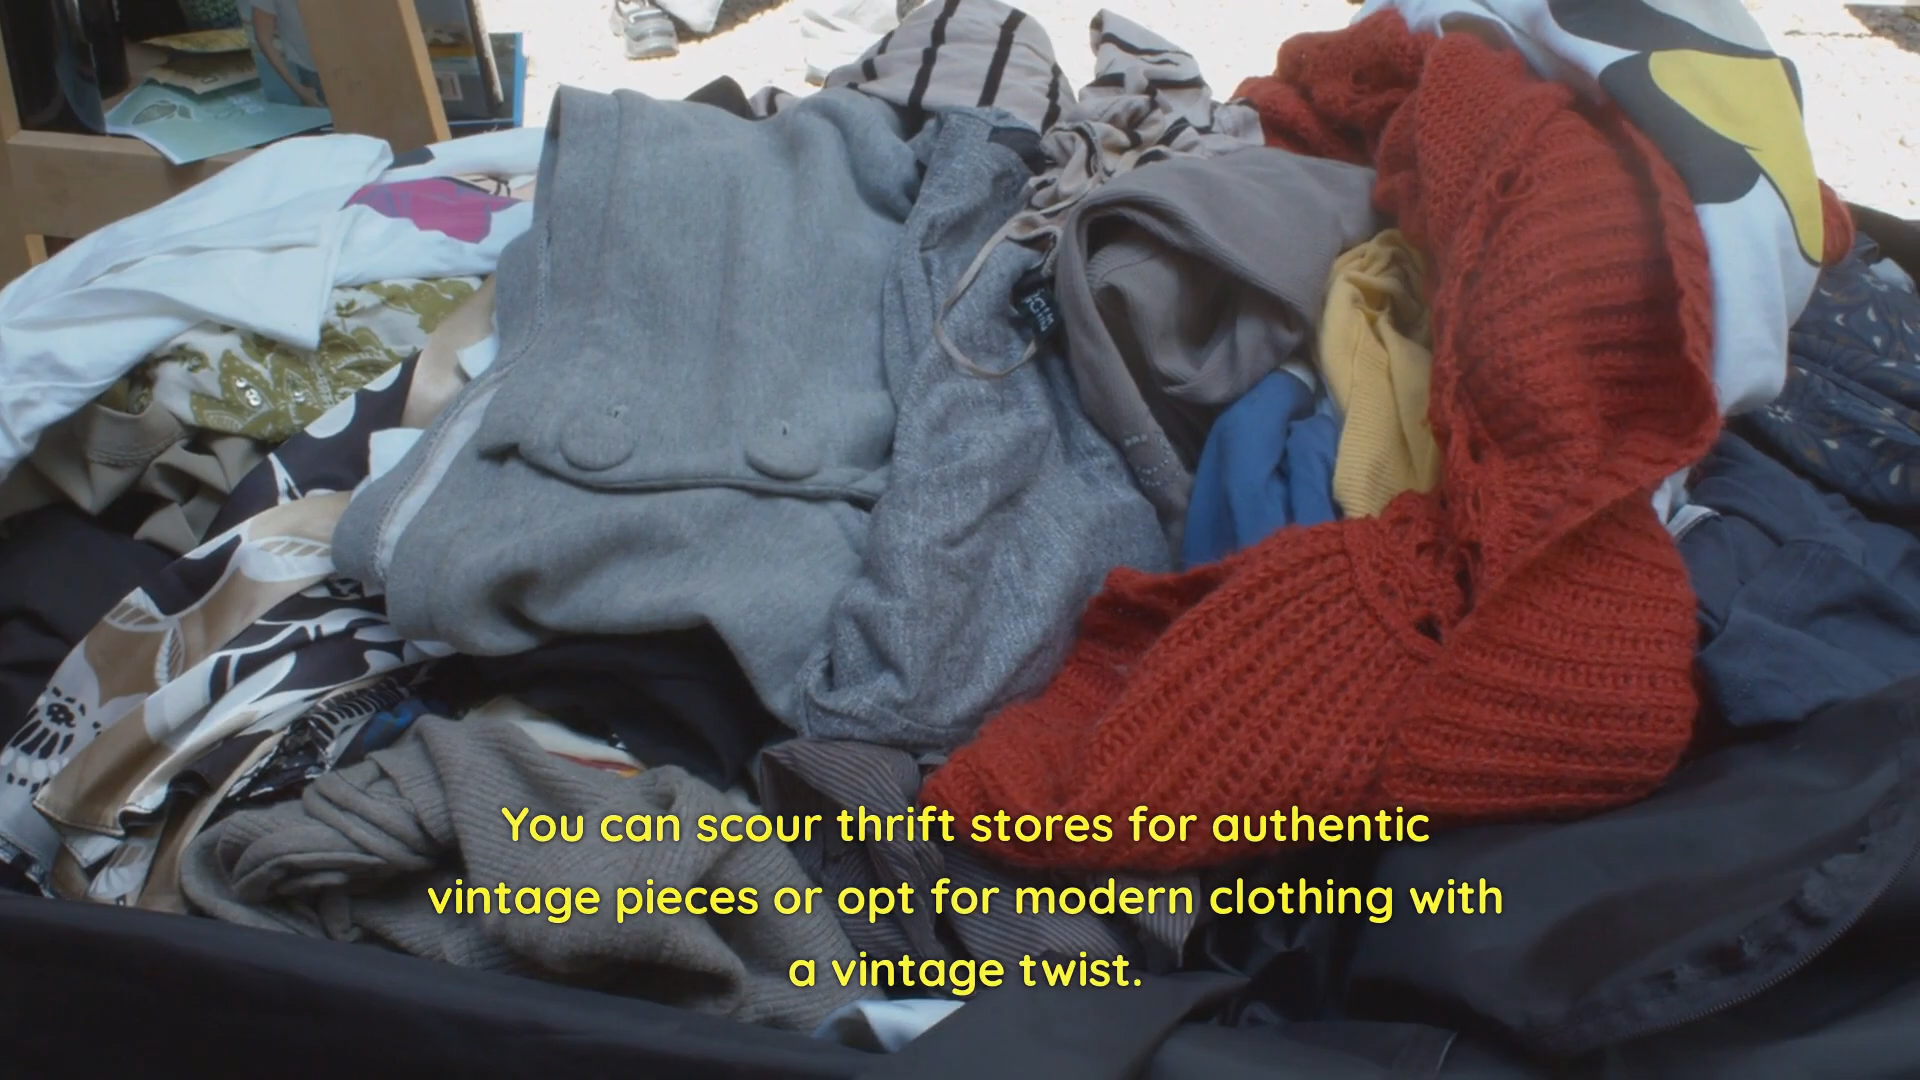 You can scour thrift stores for authentic
vintage pieces or opt for modern clothing with
a vintage twist.